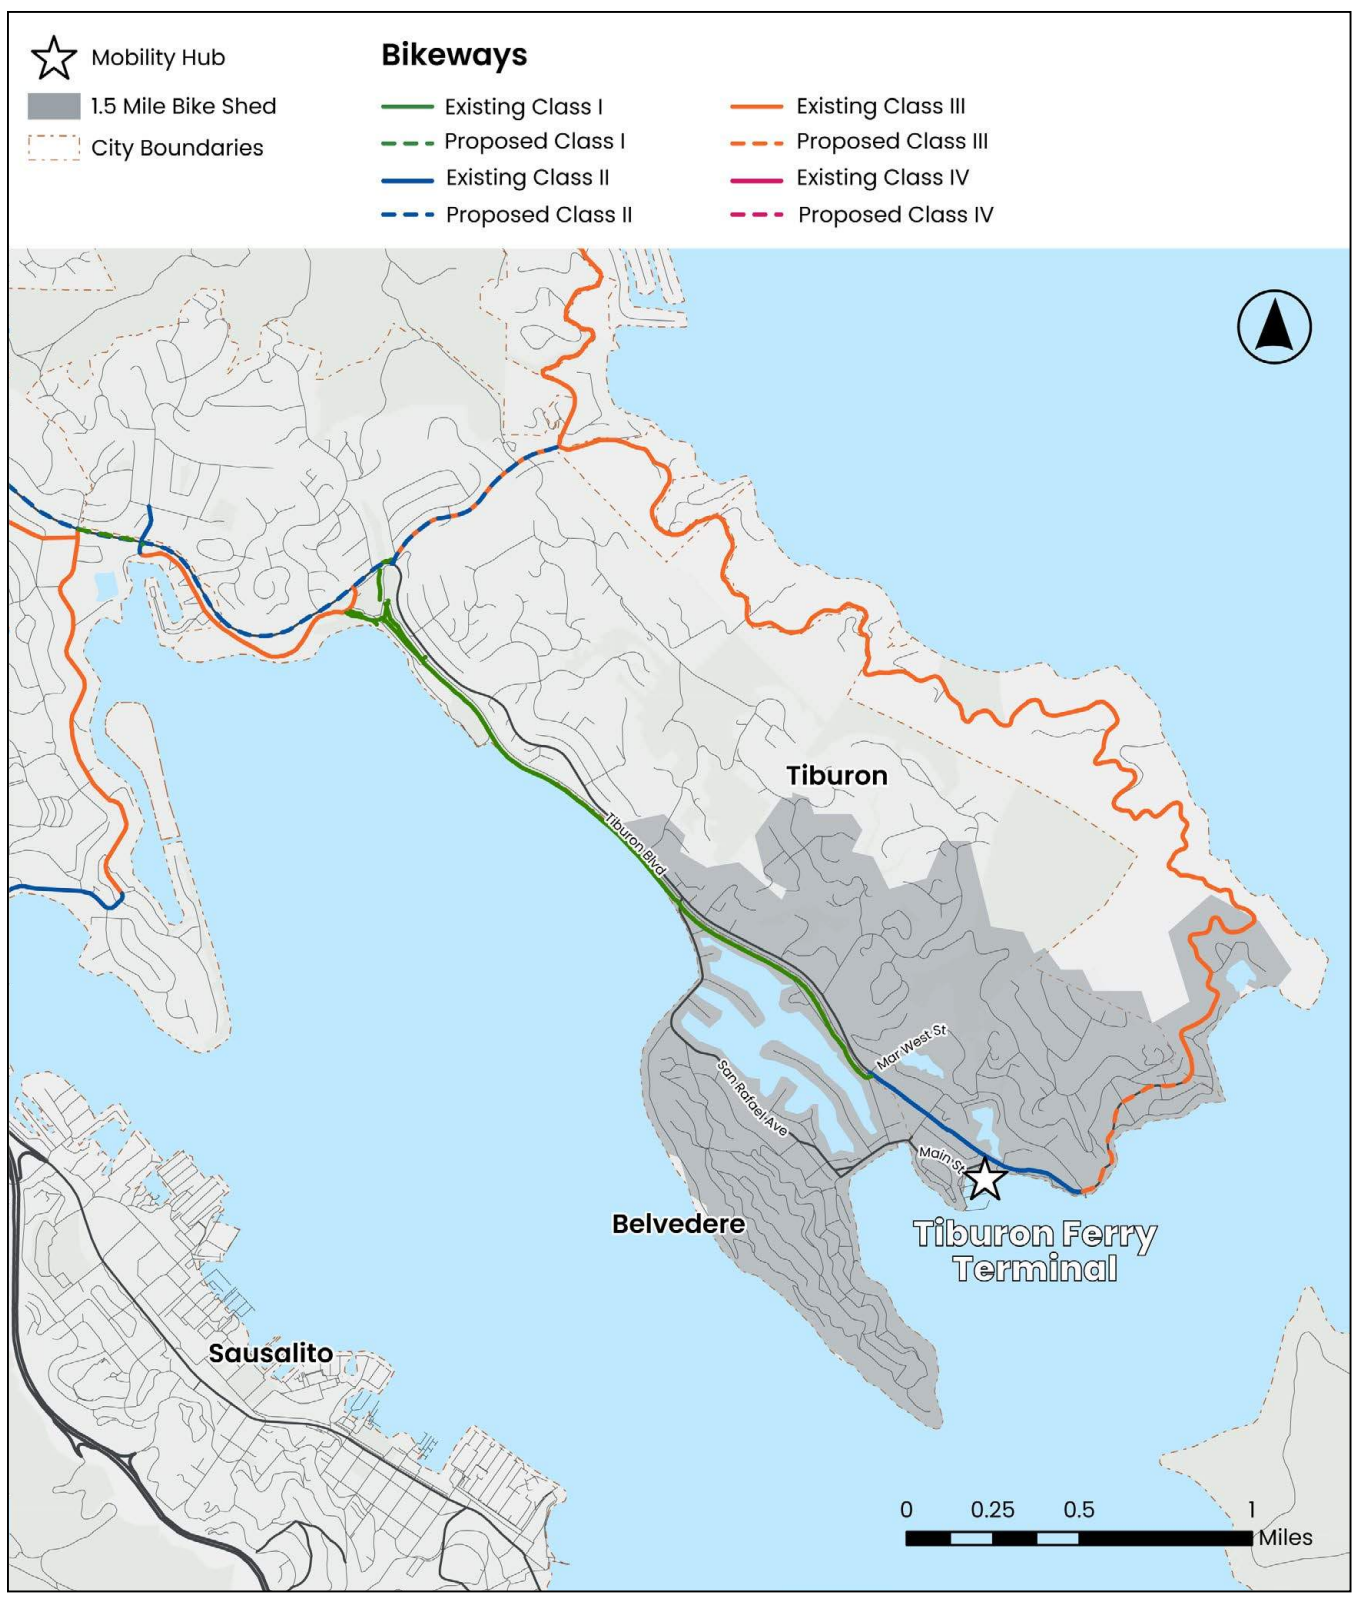 Mobility Hub
1.5 Mile Bike Shed
City Boundaries
Bikeways
Existing Class I
Proposed Class I
Existing Class II
Proposed Class II
Existing Class III
Proposed Class III
Existing Class IV
Proposed Class IV
Tiburon
Tiburon Blvd
Mar West St
San Rafael Ave
Main St
Belvedere
Tiburon Ferry
Terminal
Sausalito
0 0.25 0.5 1
Miles